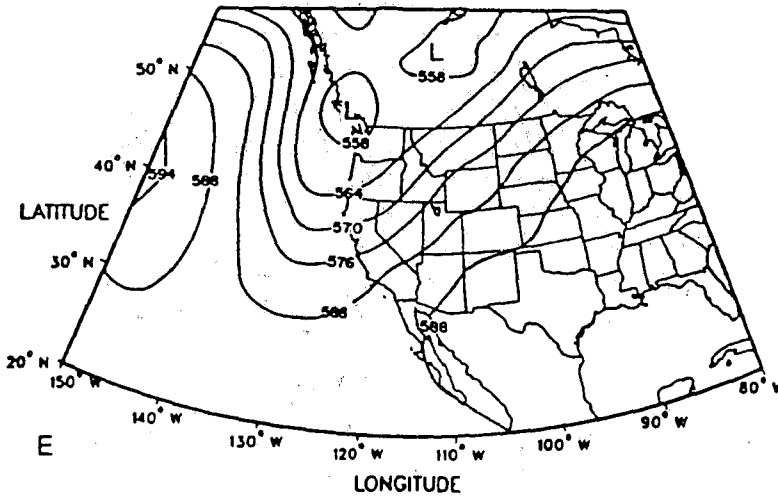 L
558
50° N
L
558
40° N
594
588
564
LATITUDE
570
30° N
576
588
588
20° N
150° W
140° W
130° W
120° W
110° W
100° W
90° W
80° W
E
LONGITUDE